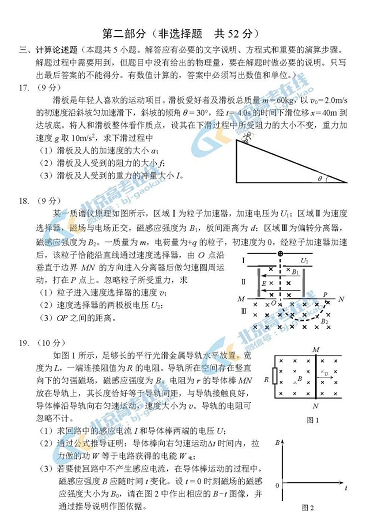 第二部分（非选择题 共52分）
三、计算论述题（本题共5小题。解答应有必要的文字说明、方程式和重要的演算步骤。
解题过程中需要用到，但题目中没有给出的物理量，要在解题时做必要的说明。只写
出最后答案的不能得分。有数值计算的，答案中必须写出数值和单位。）
17.（9分）
滑板是年轻人喜欢的运动项目。滑板爱好者及滑板总质量m=60kg，以v₀=2.0m/s
的初速度沿斜坡匀加速滑下，斜坡的倾角θ=30°，经t=4.0s的时间下滑位移x=40m到
达坡底。将人和滑板整体看作质点，设其在下滑过程中所受阻力的大小不变，重力加
速度g取10m/s²，求下滑过程中
（1）滑板及人的加速度的大小a；
（2）滑板及人受到的阻力的大小f；
（3）滑板及人受到的重力的冲量大小I。
θ
18.（9分）
某一质谱仪原理如图所示，区域Ⅰ为粒子加速器，加速电压为U₁；区域Ⅱ为速度
选择器，磁场与电场正交，磁感应强度为B₁，板间距离为d；区域Ⅲ为偏转分离器，
磁感应强度为B₂。一质量为m，电荷量为+q的粒子，初速度为0，经粒子加速器加速
后，该粒子恰能沿直线通过速度选择器，由O点沿
垂直于边界MN的方向进入分离器后做匀速圆周运
动，打在P点上。忽略粒子所受重力，求
（1）粒子进入速度选择器的速度v；
（2）速度选择器的两极板电压U₂；
（3）OP之间的距离。
Ⅰ U₁
Ⅱ E B₁
M O P N
Ⅲ B₂
19.（10分）
如图1所示，足够长的平行光滑金属导轨水平放置，宽
度为L，一端连接阻值为R的电阻。导轨所在空间存在竖直
向下的匀强磁场，磁感应强度为B。电阻为r的导体棒MN
放在导轨上，其长度恰好等于导轨间距，与导轨接触良好，
导体棒沿导轨向右匀速运动，速度大小为v。导轨的电阻可
忽略不计。
（1）求回路中的感应电流I和导体棒两端的电压U；
（2）通过公式推导证明：导体棒向右匀速运动Δt时间内，拉
力做的功W等于电路获得的电能W电；
（3）若要使回路中不产生感应电流，在导体棒运动的过程中，
磁感应强度B应随时间t变化。设t=0时刻磁场的磁感
应强度大小为B₀，请在图2中作出相应的B-t图像，并
通过推导说明作图依据。
M
R B v
N
图1
B
0 t
图2